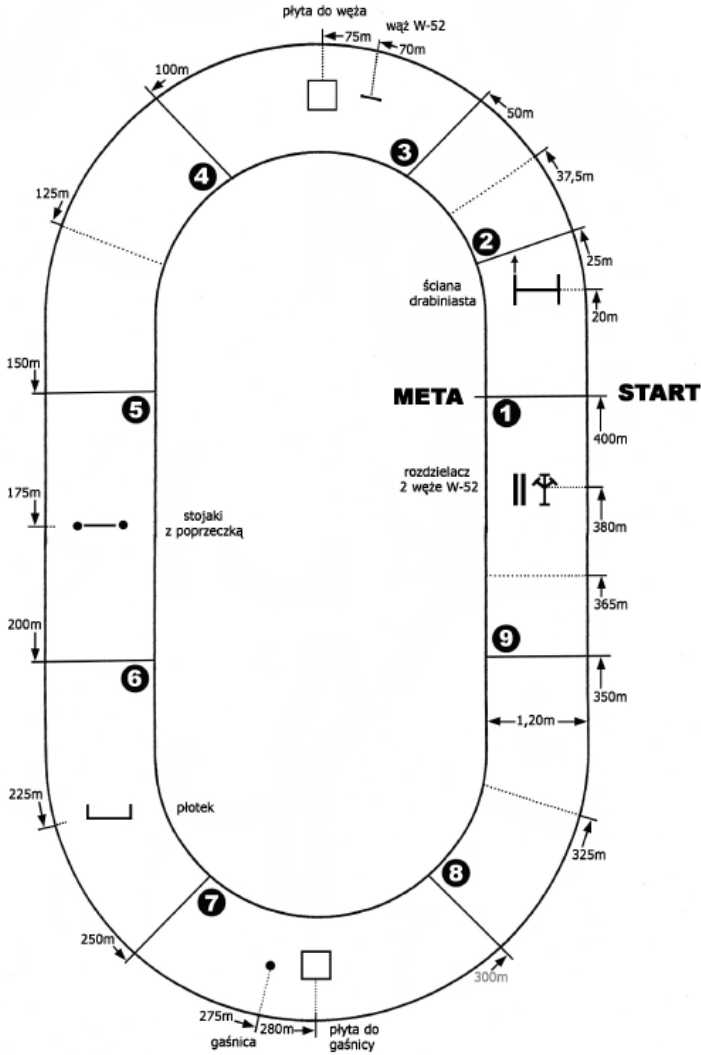 płyta do węża
75m
wąż W-52
70m
100m
50m
3
4
37,5m
125m
2
25m
ściana
drabiniasta
20m
150m
META
START
5
1
400m
rozdzielacz
2 węże W-52
175m
stojaki
z poprzeczką
380m
365m
200m
9
6
350m
1,20m
225m
płotek
325m
8
7
250m
300m
275m
280m
płyta do
gaśnicy
gaśnica